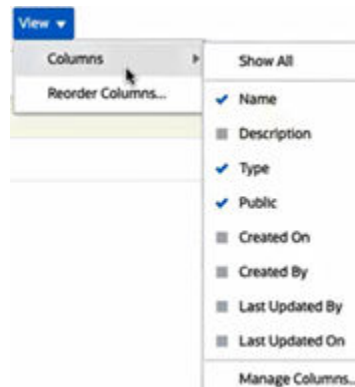 View
Columns
Reorder Columns...
Show All
Name
Description
Type
Public
Created On
Created By
Last Updated By
Last Updated On
Manage Columns..